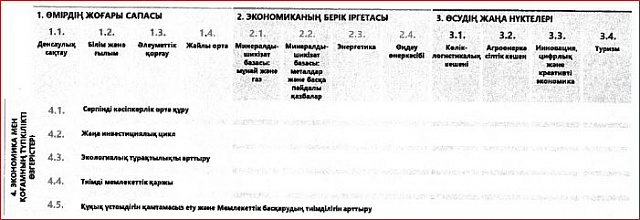 1. ӨМІРДІҢ ЖОҒАРЫ САПАСЫ
2. ЭКОНОМИКАНЫҢ БЕРІК ІРГЕТАСЫ
3. ӨСУДІҢ ЖАҢА НҮКТЕЛЕРІ
1.1.
Денсаулық
сақтау
1.2.
Білім және
ғылым
1.3.
Әлеуметтік
қорғау
1.4.
Жайлы орта
2.1.
Минералды-
шикізат
базасы:
мұнай және
газ
2.2.
Минералды-
шикізат
базасы:
металдар
және басқа
пайдалы
қазбалар
2.3.
Энергетика
2.4.
Өңдеу
өнеркәсібі
3.1.
Көлік-
логистикалық
кешені
3.2.
Агроөнеркә
сіптік кешен
3.3.
Инновация,
цифрлық
және
креативті
экономика
3.4.
Туризм
4. ЭКОНОМИКА МЕН
ҚОҒАМНЫҢ ТҮПКІЛІКТІ
ӨЗГЕРІСТЕРІ
4.1. Серпінді кәсіпкерлік орта құру
4.2. Жаңа инвестициялық цикл
4.3. Экологиялық тұрақтылықты арттыру
4.4. Тиімді мемлекеттік қаржы
4.5. Құқық үстемдігін қамтамасыз ету және Мемлекеттік басқарудың тиімділігін арттыру